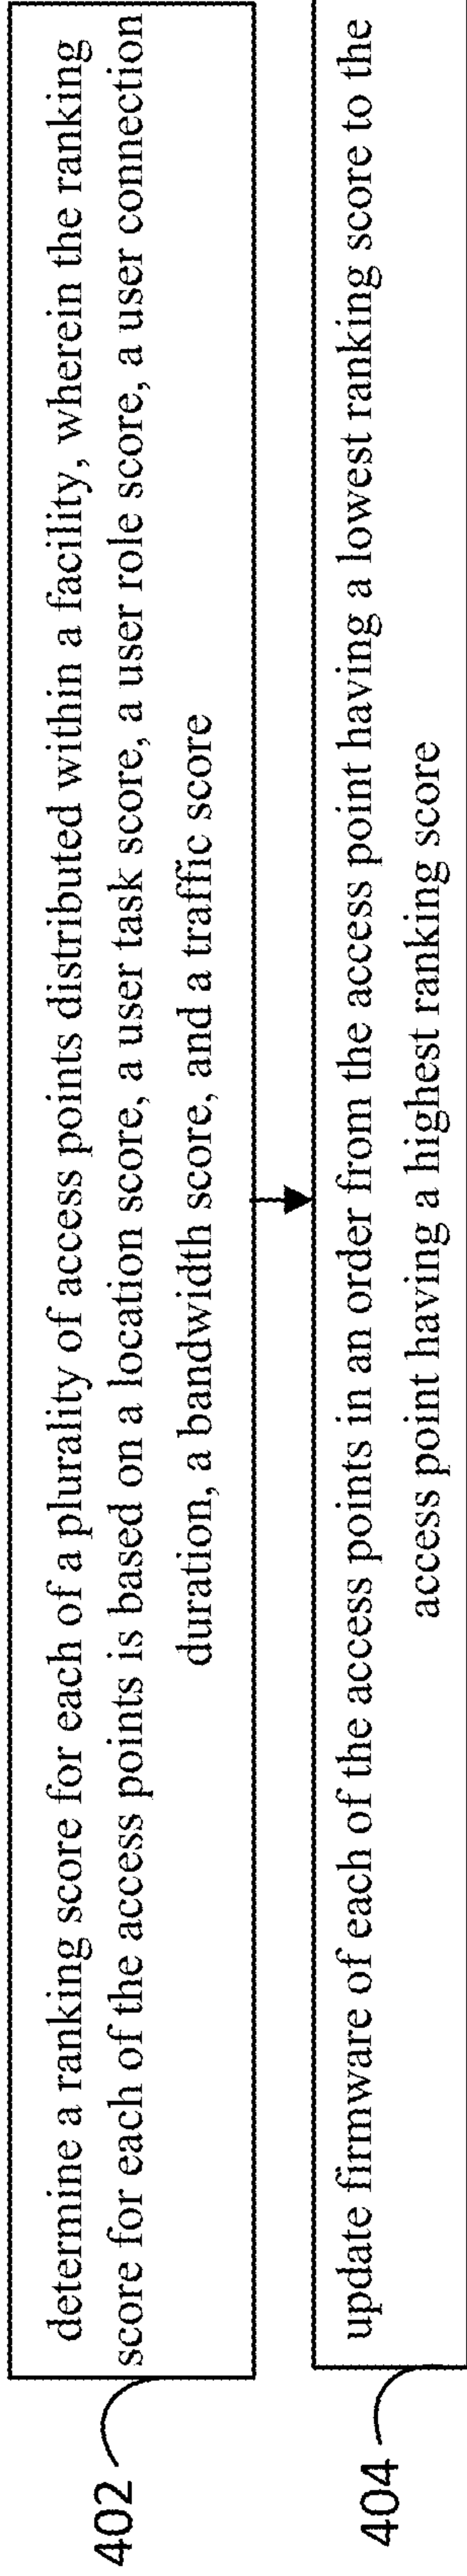 402
determine a ranking score for each of a plurality of access points distributed within a facility, wherein the ranking
score for each of the access points is based on a location score, a user task score, a user role score, a user connection
duration, a bandwidth score, and a traffic score
404
update firmware of each of the access points in an order from the access point having a lowest ranking score to the
access point having a highest ranking score